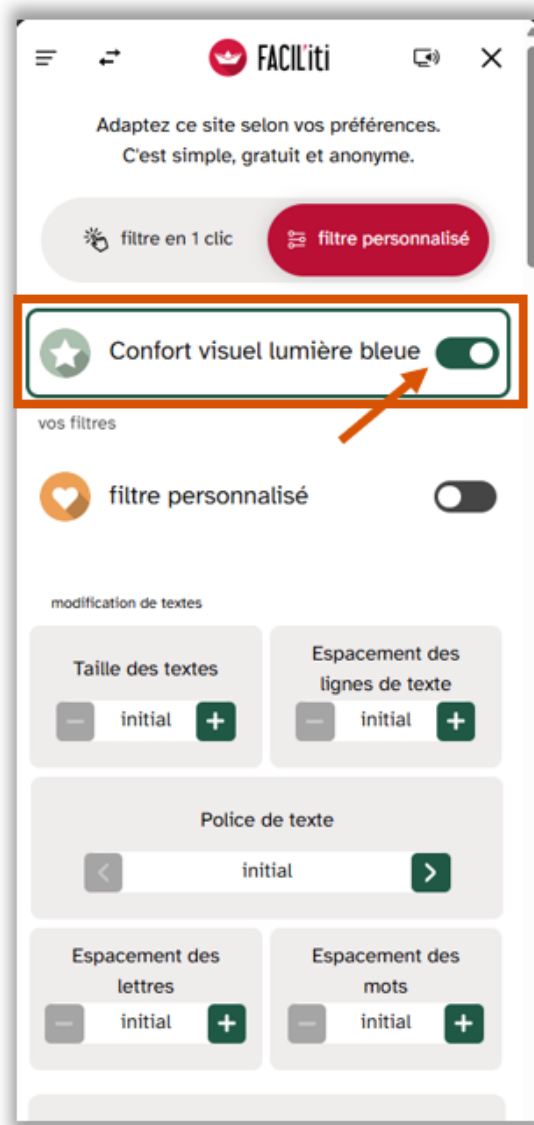 FACIL'iti
Adaptez ce site selon vos préférences.
C'est simple, gratuit et anonyme.
filtre en 1 clic
filtre personnalisé
Confort visuel lumière bleue
vos filtres
filtre personnalisé
modification de textes
Taille des textes
initial
Espacement des
lignes de texte
initial
Police de texte
initial
Espacement des
lettres
initial
Espacement des
mots
initial